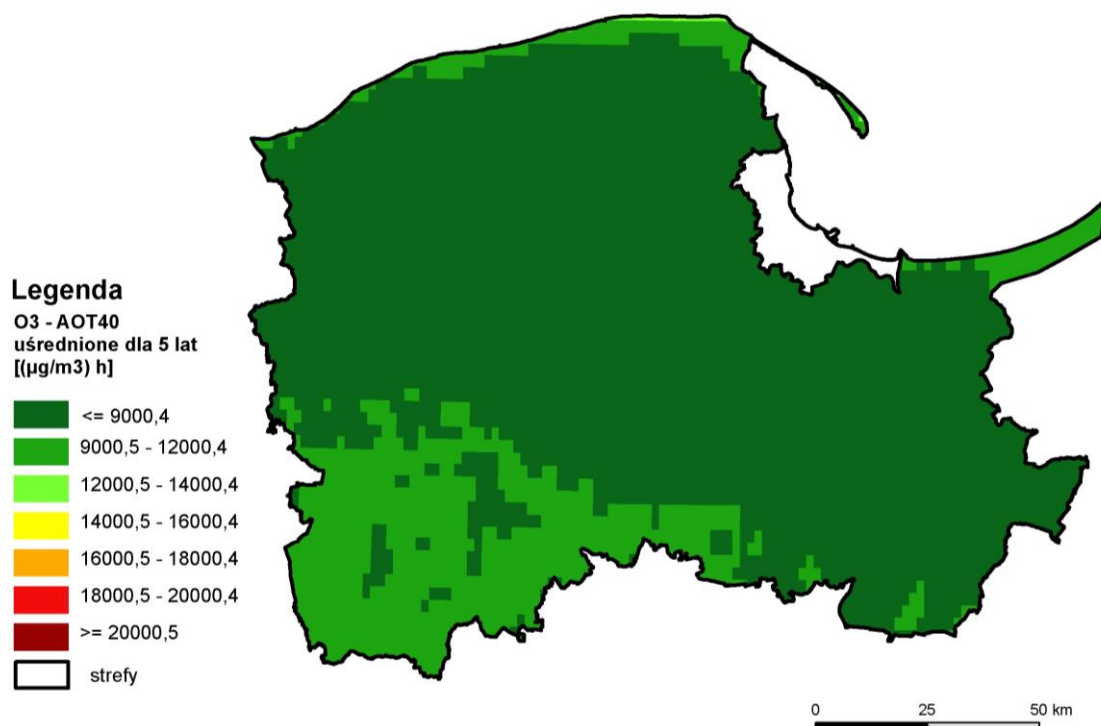 Legenda
O3 - AOT40
uśrednione dla 5 lat
[(µg/m3) h]
<= 9000,4
9000,5 - 12000,4
12000,5 - 14000,4
14000,5 - 16000,4
16000,5 - 18000,4
18000,5 - 20000,4
>= 20000,5
strefy
0 25 50 km